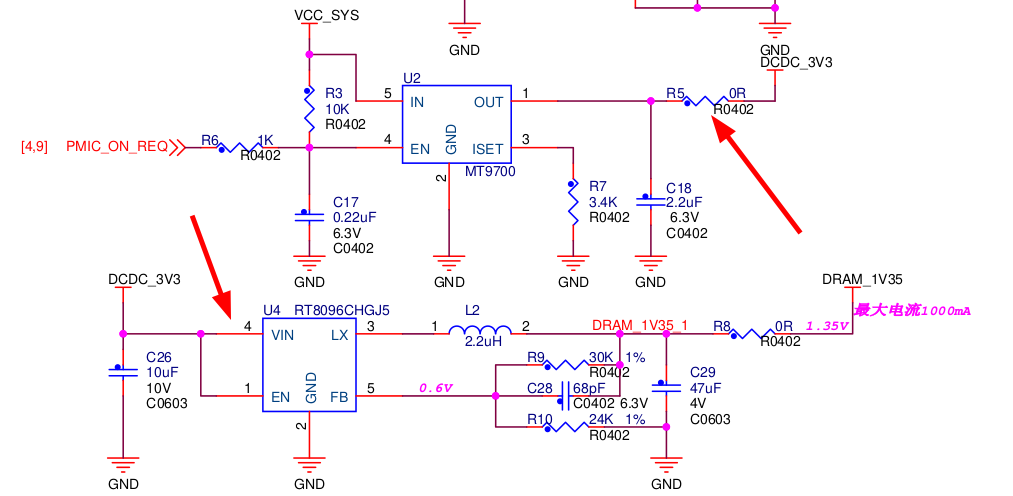 VCC_SYS
GND
GND
DCDC_3V3
U2
R3
10K
R0402
5
IN
OUT
1
R5
0R
R0402
[4,9]
PMIC_ON_REQ
R6
1K
R0402
4
EN
GND
ISET
3
MT9700
2
C17
0.22uF
6.3V
C0402
R7
3.4K
R0402
C18
2.2uF
6.3V
C0402
GND
GND
GND
GND
DCDC_3V3
DRAM_1V35
U4
RT8096CHGJ5
4
VIN
LX
3
1
L2
2
2.2uH
DRAM_1V35_1
R8
0R
R0402
1.35V
最大电流1000mA
C26
10uF
10V
C0603
1
EN
GND
FB
5
0.6V
2
R9
30K
1%
R0402
C28
68pF
C0402
6.3V
R10
24K
1%
R0402
C29
47uF
4V
C0603
GND
GND
GND